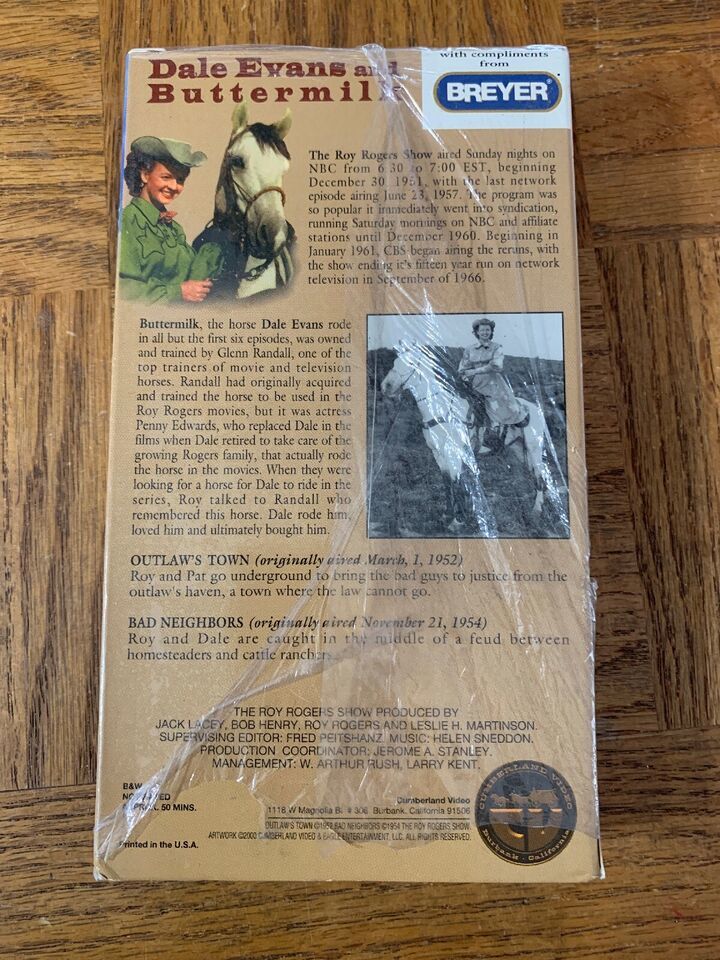 Dale Evans and
Buttermilk
with compliments
from
BREYER®
The Roy Rogers Show aired Sunday nights on
NBC from 6:30 to 7:00 EST, beginning
December 30 1951, with the last network
episode airing June 23, 1957. The program was
so popular it immediately went into syndication,
running Saturday mornings on NBC and affiliate
stations until December 1960. Beginning in
January 1961, CBS began airing the reruns, with
the show ending it's fifteen year run on network
television in September of 1966.
Buttermilk, the horse Dale Evans rode
in all but the first six episodes, was owned
and trained by Glenn Randall, one of the
top trainers of movie and television
horses. Randall had originally acquired
and trained the horse to be used in the
Roy Rogers movies, but it was actress
Penny Edwards, who replaced Dale in the
films when Dale retired to take care of the
growing Rogers family, that actually rode
the horse in the movies. When they were
looking for a horse for Dale to ride in the
series, Roy talked to Randall who
remembered this horse. Dale rode him,
loved him and ultimately bought him.
OUTLAW'S TOWN (originally aired March, 1, 1952)
Roy and Pat go underground to bring the bad guys to justice from the
outlaw's haven, a town where the law cannot go.
BAD NEIGHBORS (originally aired November 21, 1954)
Roy and Dale are caught in the middle of a feud between
homesteaders and cattle ranchers.
THE ROY ROGERS SHOW PRODUCED BY
JACK LACEY, BOB HENRY, ROY ROGERS AND LESLIE H. MARTINSON.
SUPERVISING EDITOR: FRED FEITSHANZ. MUSIC: HELEN SNEDDON.
PRODUCTION COORDINATOR: JEROME A. STANLEY.
MANAGEMENT: W. ARTHUR RUSH, LARRY KENT.
B&W
APPROX. 50 MINS.
Printed in the U.S.A.
Cumberland Video
1118 W Magnolia Bl. # 306 Burbank, California 91506
OUTLAW'S TOWN ©1952 BAD NEIGHBORS ©1954 THE ROY ROGERS SHOW.
ARTWORK ©2000 CUMBERLAND VIDEO & EAGLE ENTERTAINMENT, LLC. ALL RIGHTS RESERVED.
CUMBERLAND VIDEO
Burbank - California